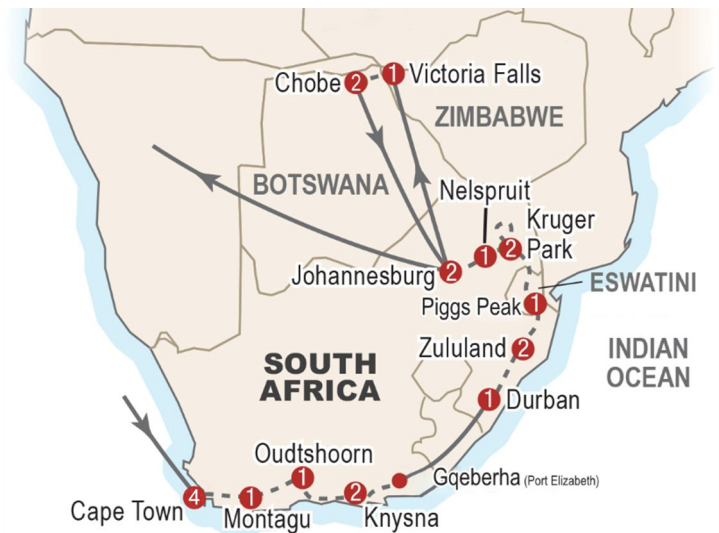 Chobe 2 1 Victoria Falls
ZIMBABWE
BOTSWANA
Nelspruit
Kruger
Park
1 2
Johannesburg 2
ESWATINI
Piggs Peak 1
Zululand 2
INDIAN
OCEAN
SOUTH
AFRICA
1 Durban
Oudtshoorn
1
Gqeberha (Port Elizabeth)
4 1 2
Cape Town
Montagu
Knysna